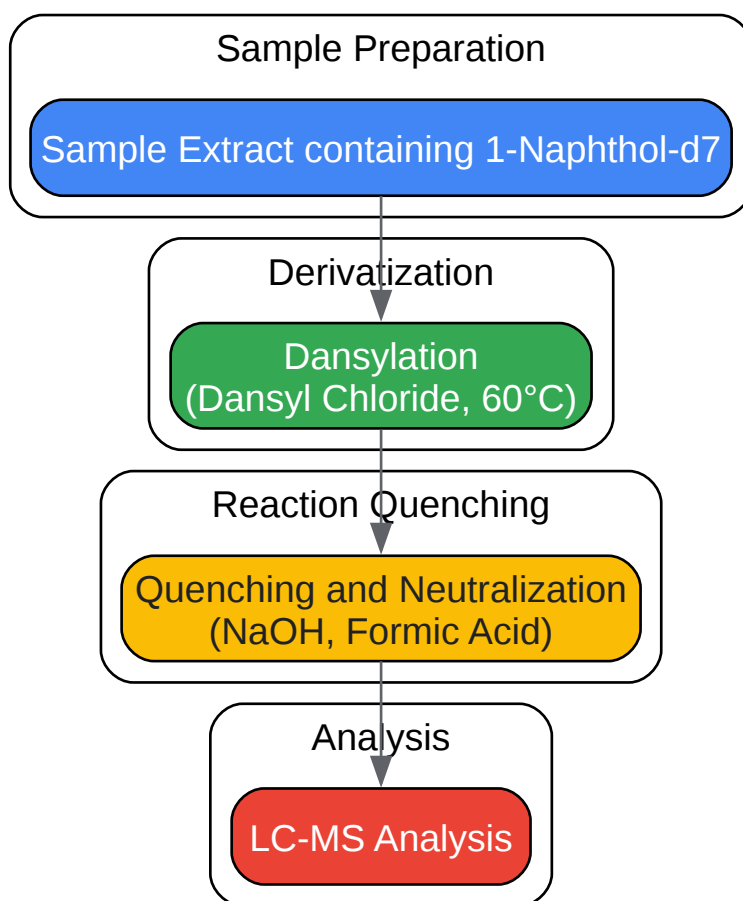 Sample Preparation
Sample Extract containing 1-Naphthol-d7
Derivatization
Dansylation
(Dansyl Chloride, 60°C)
Reaction Quenching
Quenching and Neutralization
(NaOH, Formic Acid)
Analysis
LC-MS Analysis